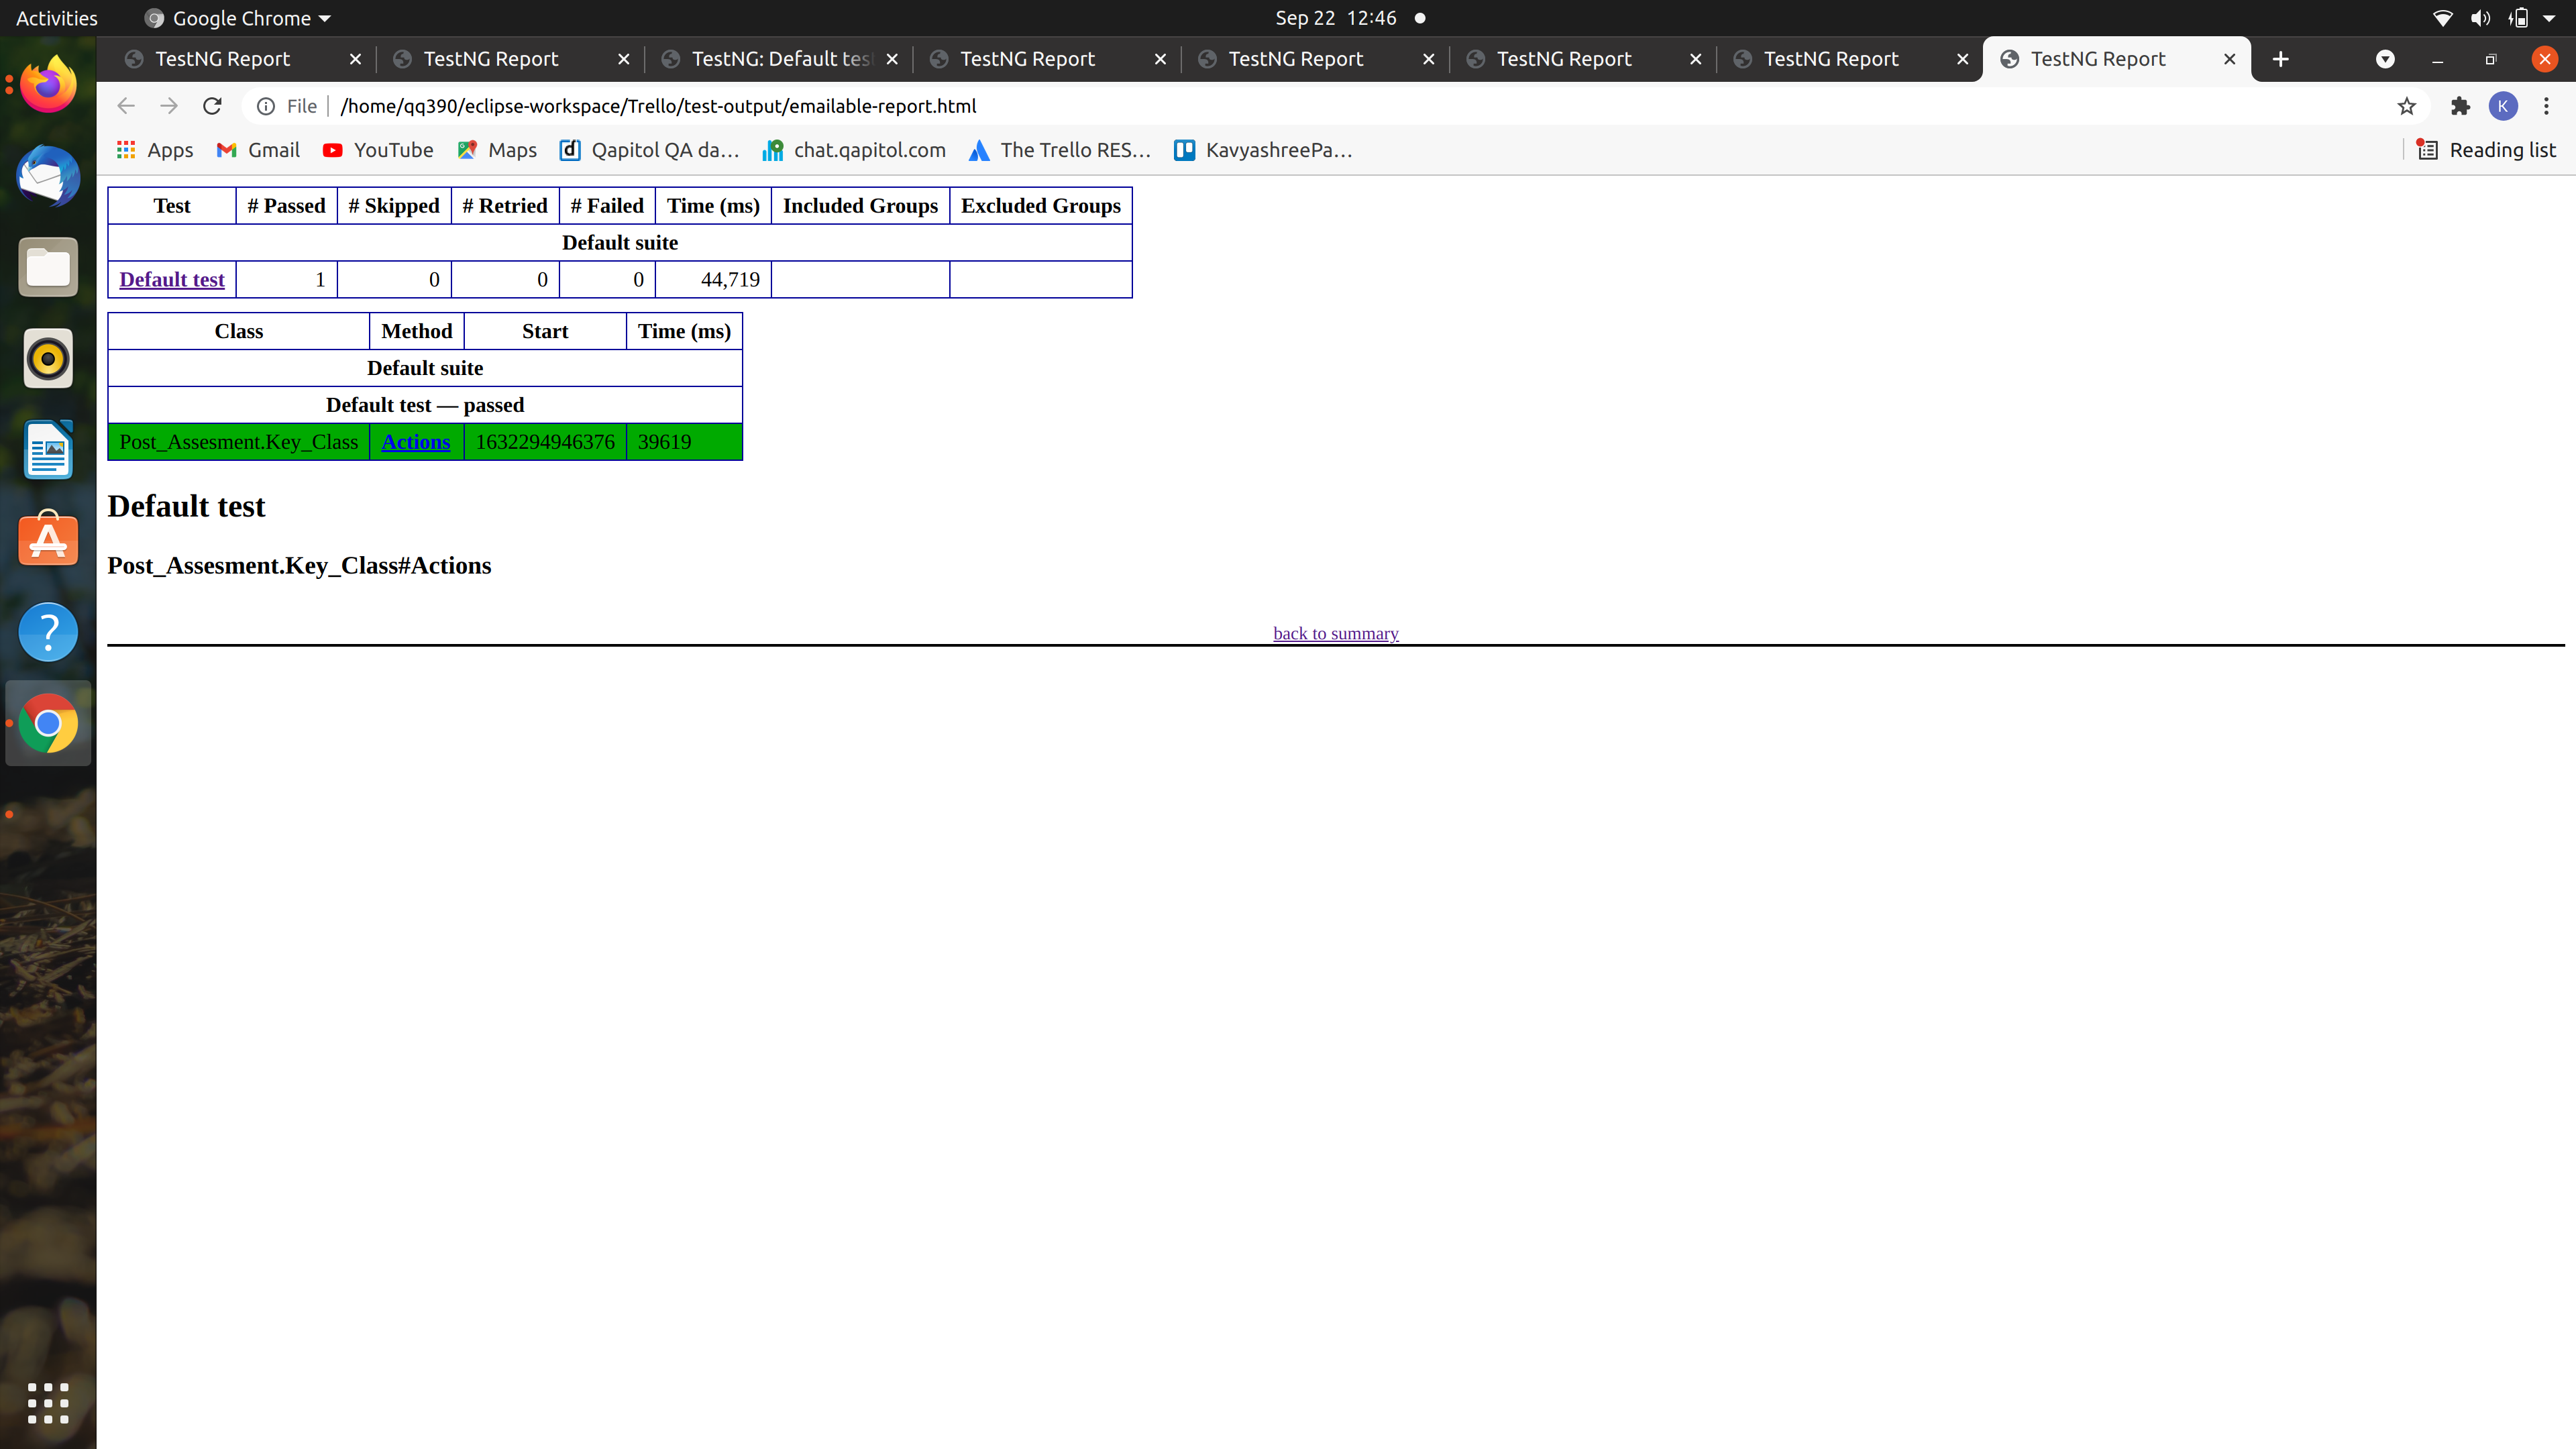 Activities Google Chrome Sep 22 12:46
TestNG Report TestNG Report TestNG: Default tes TestNG Report TestNG Report TestNG Report TestNG Report TestNG Report
File /home/qq390/eclipse-workspace/Trello/test-output/emailable-report.html K
Apps Gmail YouTube Maps d Qapitol QA da… chat.qapitol.com The Trello RES… KavyashreePa… Reading list
Test # Passed # Skipped # Retried # Failed Time (ms) Included Groups Excluded Groups
Default suite
Default test 1 0 0 0 44,719
Class Method Start Time (ms)
Default suite
Default test — passed
Post_Assesment.Key_Class Actions 1632294946376 39619
Default test
Post_Assesment.Key_Class#Actions
back to summary